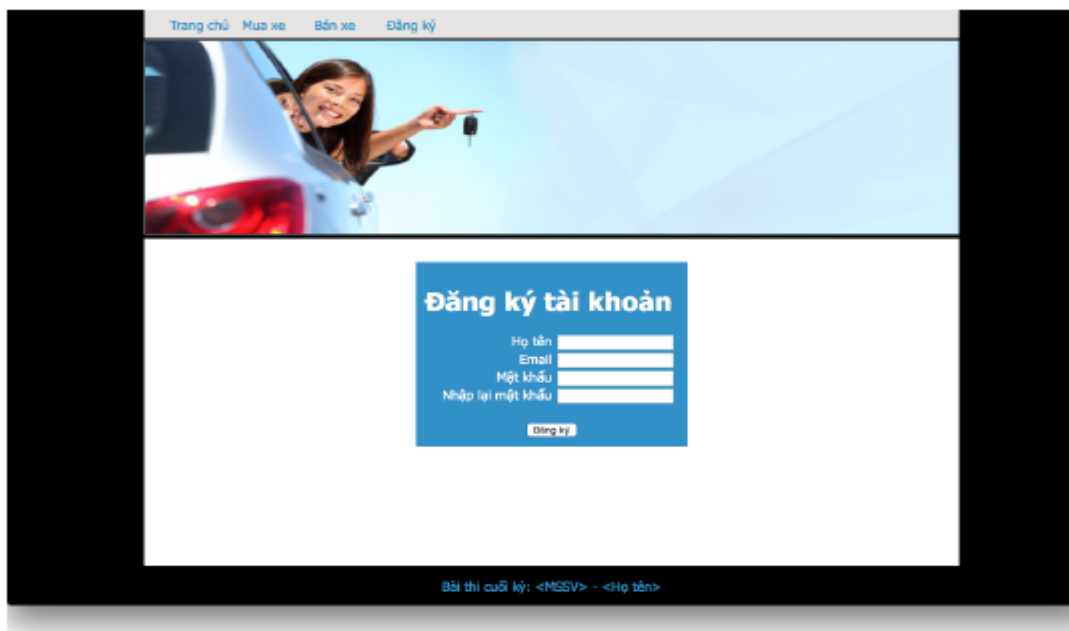 Trang chủ Mua xe Bán xe Đăng ký
Đăng ký tài khoản
Họ tên
Email
Mật khẩu
Nhập lại mật khẩu
Đăng ký
Bài thi cuối kỳ: <MSSV> - <Họ tên>